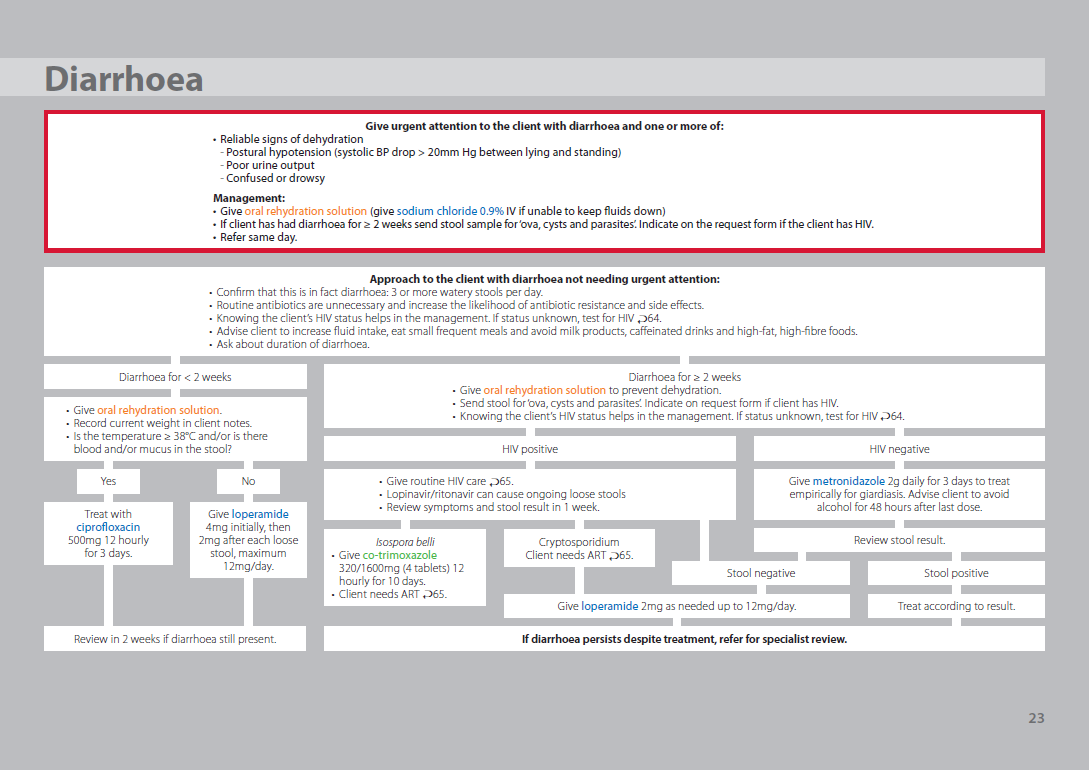 Diarrhoea
Give urgent attention to the client with diarrhoea and one or more of:
• Reliable signs of dehydration
- Postural hypotension (systolic BP drop > 20mm Hg between lying and standing)
- Poor urine output
- Confused or drowsy
Management:
• Give oral rehydration solution (give sodium chloride 0.9% IV if unable to keep fluids down)
• If client has had diarrhoea for ≥ 2 weeks send stool sample for ‘ova, cysts and parasites’. Indicate on the request form if the client has HIV.
• Refer same day.
Approach to the client with diarrhoea not needing urgent attention:
• Confirm that this is in fact diarrhoea: 3 or more watery stools per day.
• Routine antibiotics are unnecessary and increase the likelihood of antibiotic resistance and side effects.
• Knowing the client’s HIV status helps in the management. If status unknown, test for HIV ⮌64.
• Advise client to increase fluid intake, eat small frequent meals and avoid milk products, caffeinated drinks and high-fat, high-fibre foods.
• Ask about duration of diarrhoea.
Diarrhoea for < 2 weeks
• Give oral rehydration solution.
• Record current weight in client notes.
• Is the temperature ≥ 38°C and/or is there
blood and/or mucus in the stool?
Yes
No
Treat with
ciprofloxacin
500mg 12 hourly
for 3 days.
Give loperamide
4mg initially, then
2mg after each loose
stool, maximum
12mg/day.
Review in 2 weeks if diarrhoea still present.
Diarrhoea for ≥ 2 weeks
• Give oral rehydration solution to prevent dehydration.
• Send stool for ‘ova, cysts and parasites’. Indicate on request form if client has HIV.
• Knowing the client’s HIV status helps in the management. If status unknown, test for HIV ⮌64.
HIV positive
• Give routine HIV care ⮌65.
• Lopinavir/ritonavir can cause ongoing loose stools
• Review symptoms and stool result in 1 week.
Isospora belli
• Give co-trimoxazole
320/1600mg (4 tablets) 12
hourly for 10 days.
• Client needs ART ⮌65.
Cryptosporidium
Client needs ART ⮌65.
HIV negative
Give metronidazole 2g daily for 3 days to treat
empirically for giardiasis. Advise client to avoid
alcohol for 48 hours after last dose.
Review stool result.
Stool negative
Stool positive
Give loperamide 2mg as needed up to 12mg/day.
Treat according to result.
If diarrhoea persists despite treatment, refer for specialist review.
23